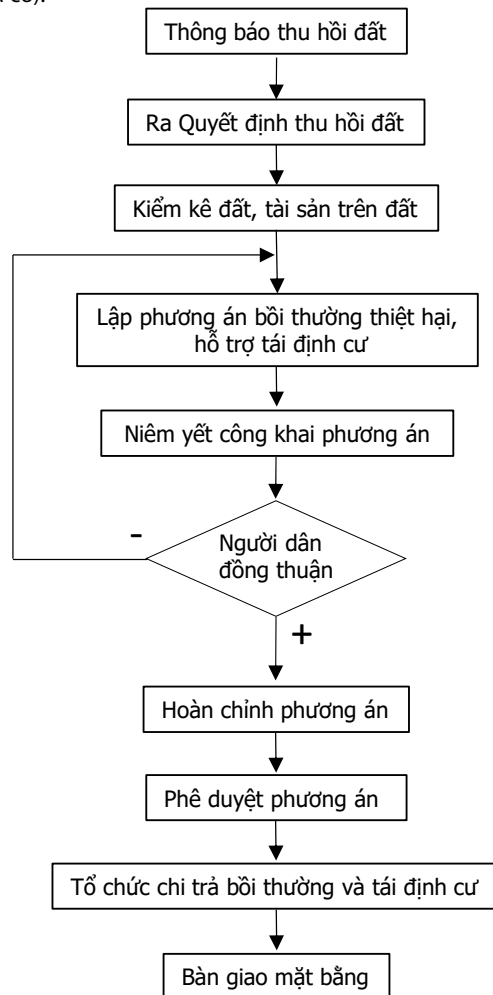 Thông báo thu hồi đất
Ra Quyết định thu hồi đất
Kiểm kê đất, tài sản trên đất
Lập phương án bồi thường thiệt hại,
hỗ trợ tái định cư
Niêm yết công khai phương án
-
Người dân
đồng thuận
+
Hoàn chỉnh phương án
Phê duyệt phương án
Tổ chức chi trả bồi thường và tái định cư
Bàn giao mặt bằng